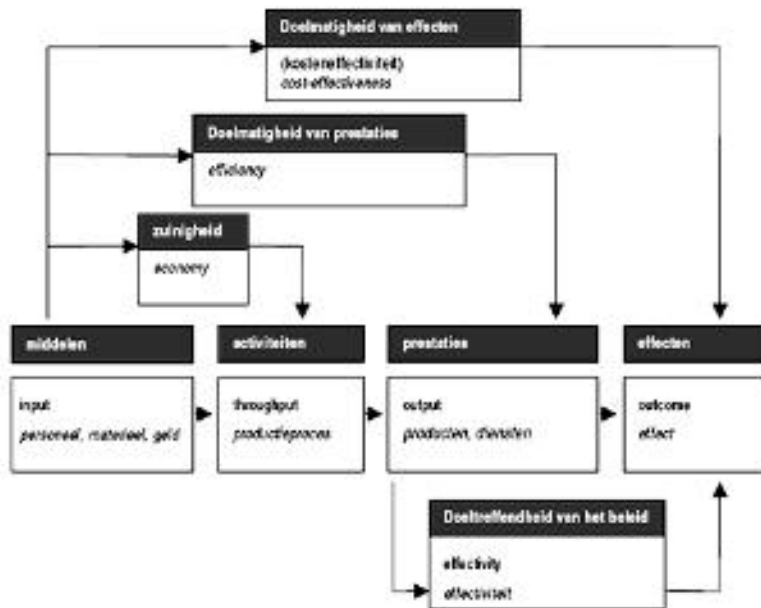 Doelmatigheid van effecten
(kosteneffectiviteit)
cost-effectiveness
Doelmatigheid van prestaties
efficiency
zuinigheid
economy
middelen
activiteiten
prestaties
effecten
input
personeel, materieel, geld
throughput
productieproces
output
producten, diensten
outcome
effect
Doeltreffendheid van het beleid
effectivity
effectiviteit